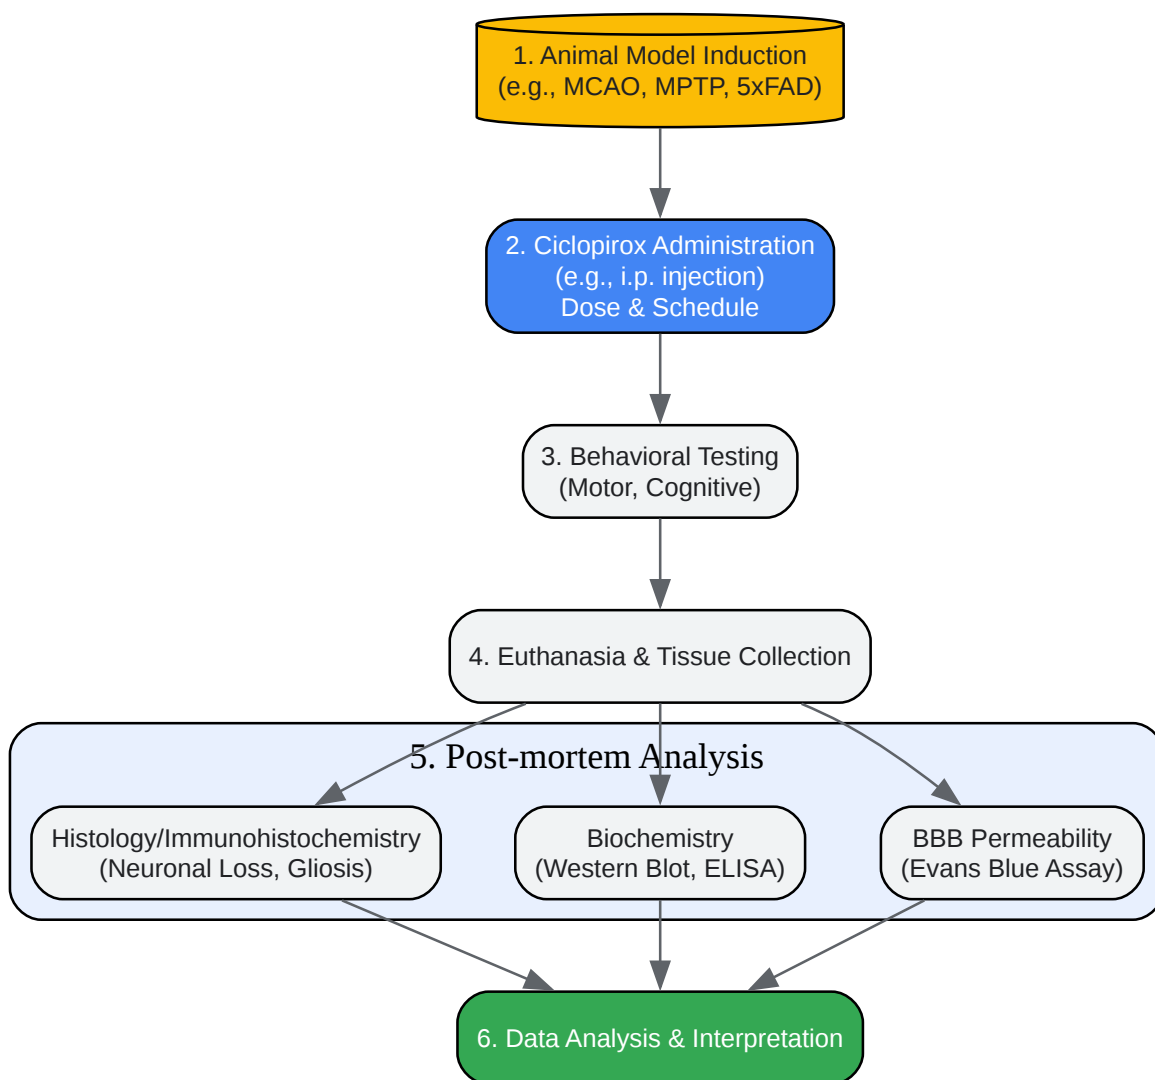 1. Animal Model Induction
(e.g., MCAO, MPTP, 5xFAD)
2. Ciclopirox Administration
(e.g., i.p. injection)
Dose & Schedule
3. Behavioral Testing
(Motor, Cognitive)
4. Euthanasia & Tissue Collection
5. Post-mortem Analysis
Histology/Immunohistochemistry
(Neuronal Loss, Gliosis)
Biochemistry
(Western Blot, ELISA)
BBB Permeability
(Evans Blue Assay)
6. Data Analysis & Interpretation